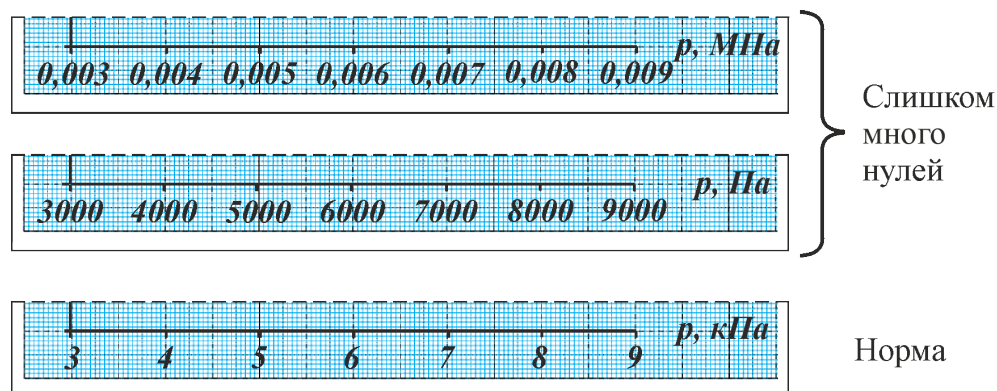 p, МПа
0,003 0,004 0,005 0,006 0,007 0,008 0,009
Слишком
много
нулей
p, Па
3000 4000 5000 6000 7000 8000 9000
p, кПа
3 4 5 6 7 8 9
Норма